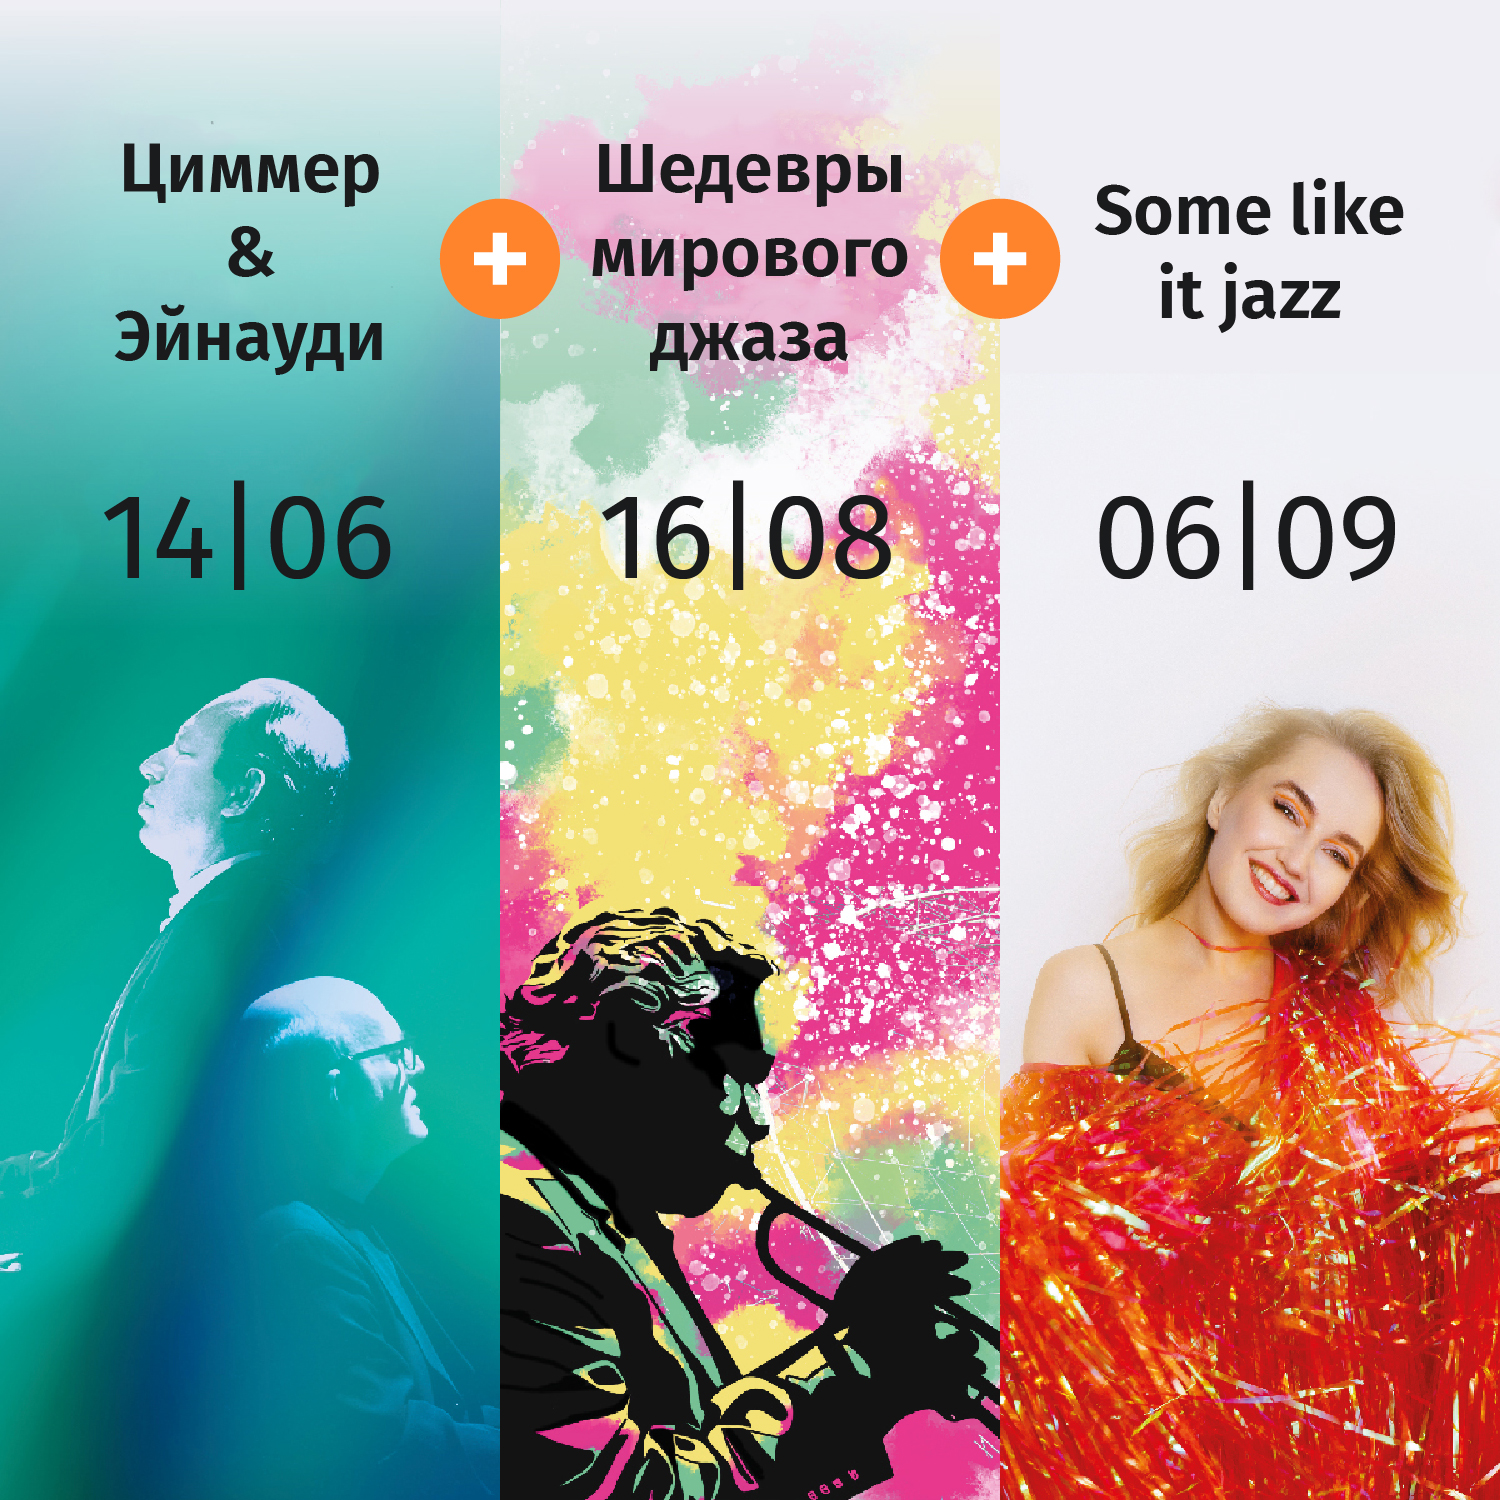 Циммер
&
Эйнауди
14|06
+
Шедевры
мирового
джаза
16|08
+
Some like
it jazz
06|09